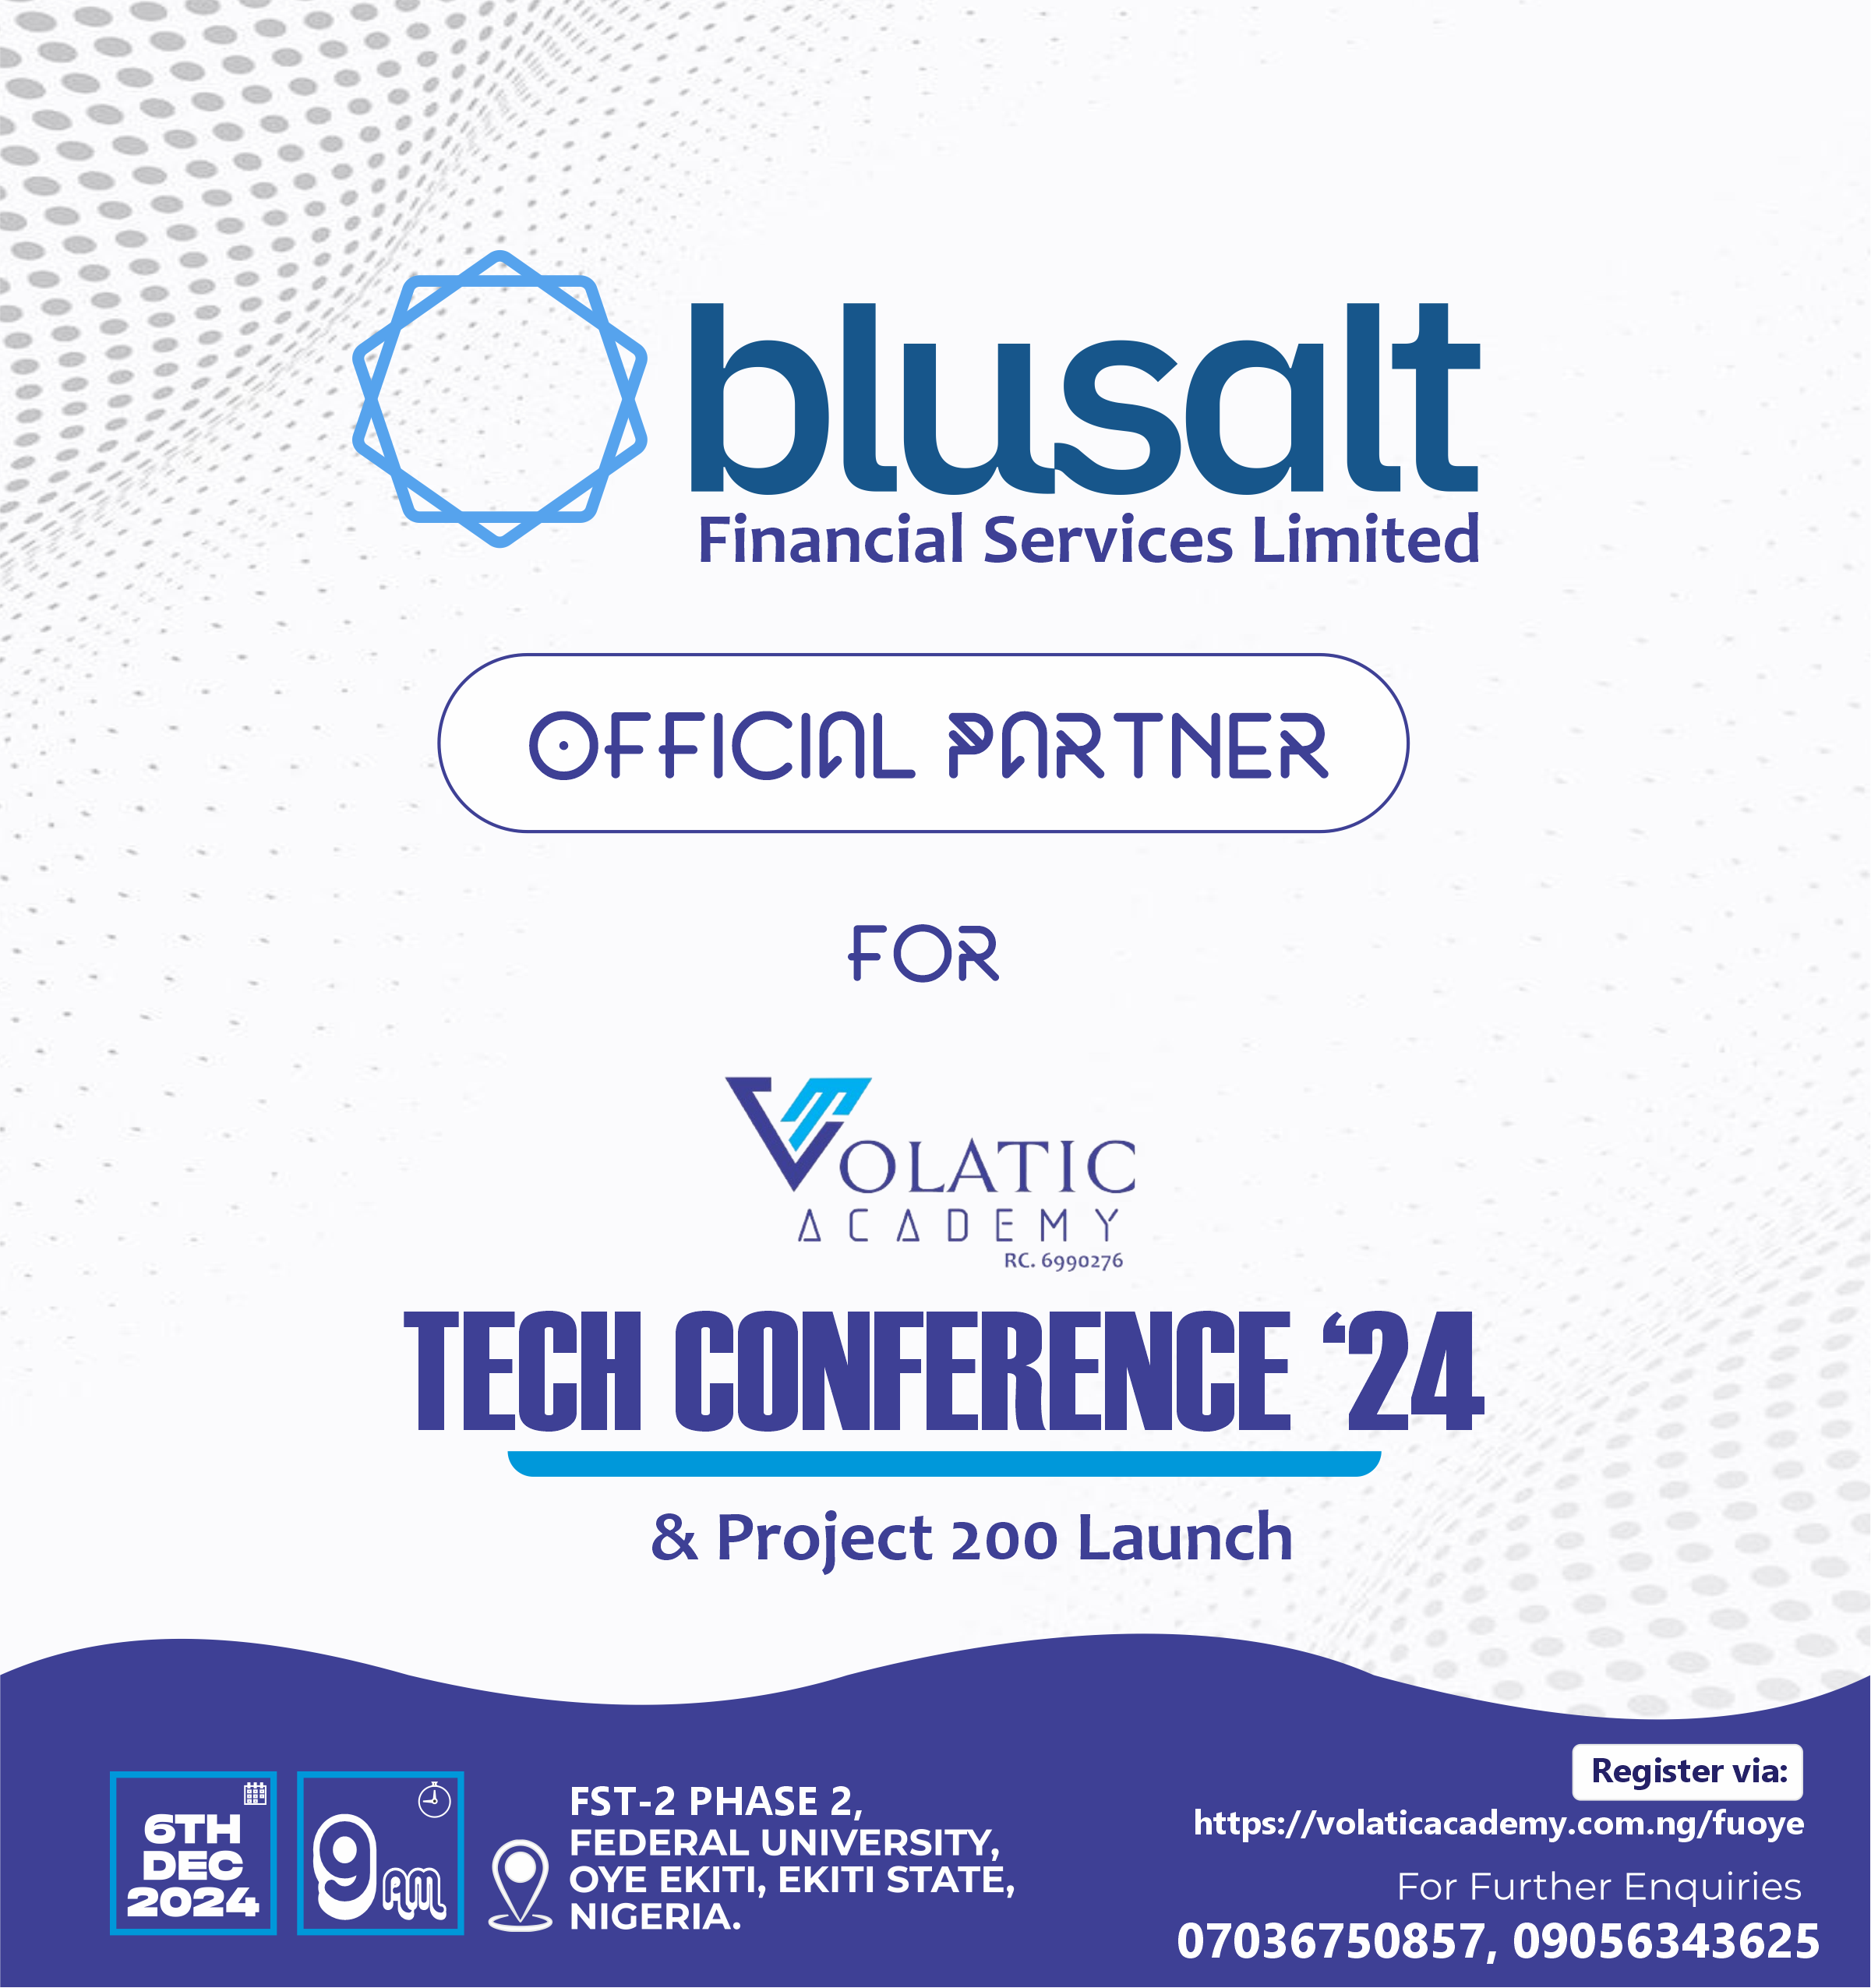 blusalt
Financial Services Limited
OFFICIAL PARTNER
FOR
VOLATIC
ACADEMY
RC. 6990276
TECH CONFERENCE ‘24
& Project 200 Launch
6TH
DEC
2024
9AM
FST-2 PHASE 2,
FEDERAL UNIVERSITY,
OYE EKITI, EKITI STATE,
NIGERIA.
Register via:
https://volaticacademy.com.ng/fuoye
For Further Enquiries
07036750857, 09056343625